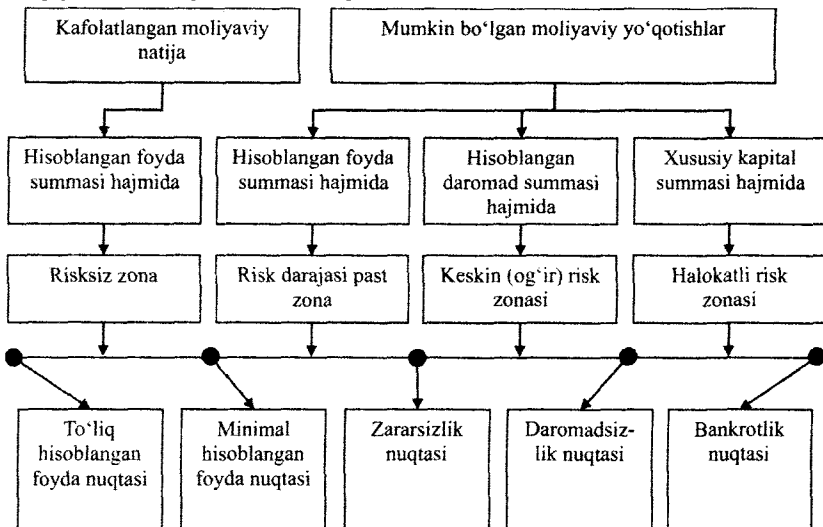 Kafolatlangan moliyaviy
natija
Mumkin bo‘lgan moliyaviy yo‘qotishlar
Hisoblangan foyda
summasi hajmida
Hisoblangan foyda
summasi hajmida
Hisoblangan
daromad summasi
hajmida
Xususiy kapital
summasi hajmida
Risksiz zona
Risk darajasi past
zona
Keskin (og‘ir) risk
zonasi
Halokatli risk
zonasi
To‘liq
hisoblangan
foyda nuqtasi
Minimal
hisoblangan
foyda nuqtasi
Zararsizlik
nuqtasi
Daromadsiz-
lik nuqtasi
Bankrotlik
nuqtasi